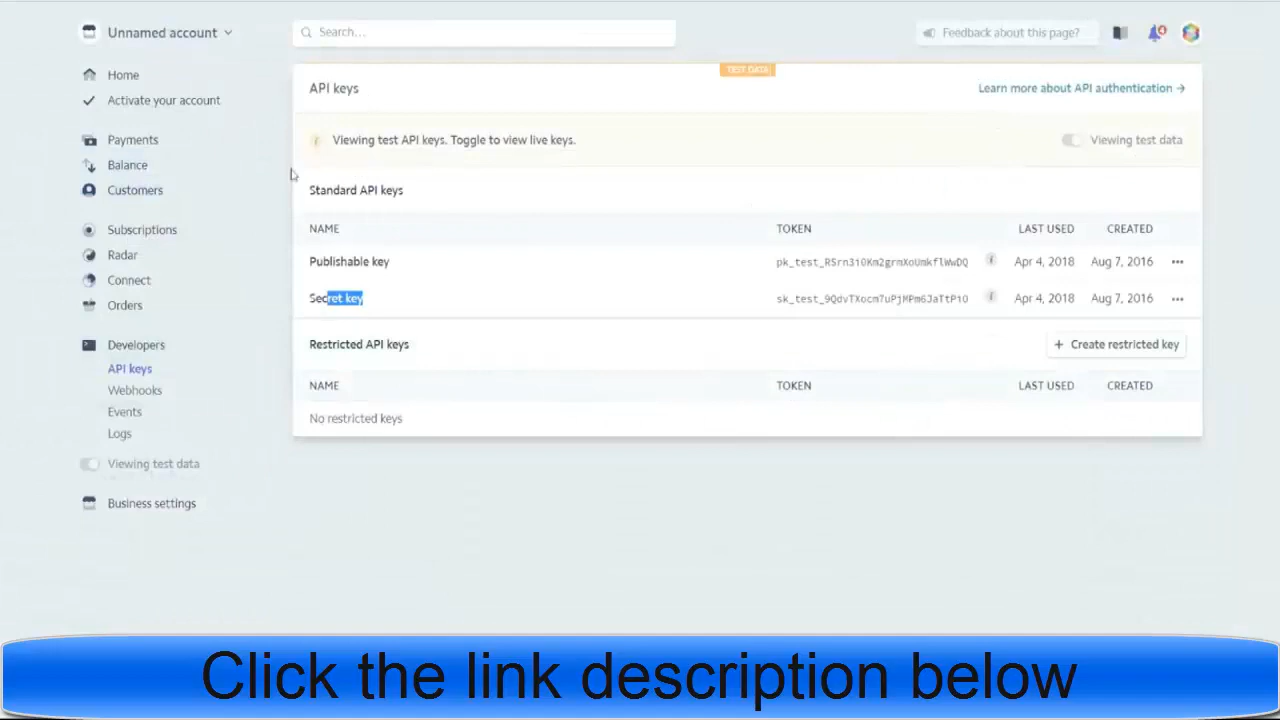 Unnamed account
Search...
Feedback about this page?
Home
Activate your account
Payments
Balance
Customers
Subscriptions
Radar
Connect
Orders
Developers
API keys
Webhooks
Events
Logs
Viewing test data
Business settings
TEST DATA
API keys
Learn more about API authentication →
Viewing test API keys. Toggle to view live keys.
Viewing test data
Standard API keys
NAME TOKEN LAST USED CREATED
Publishable key Apr 4, 2018 Aug 7, 2016
Secret key Apr 4, 2018 Aug 7, 2016
Restricted API keys
+ Create restricted key
NAME TOKEN LAST USED CREATED
No restricted keys
Click the link description below